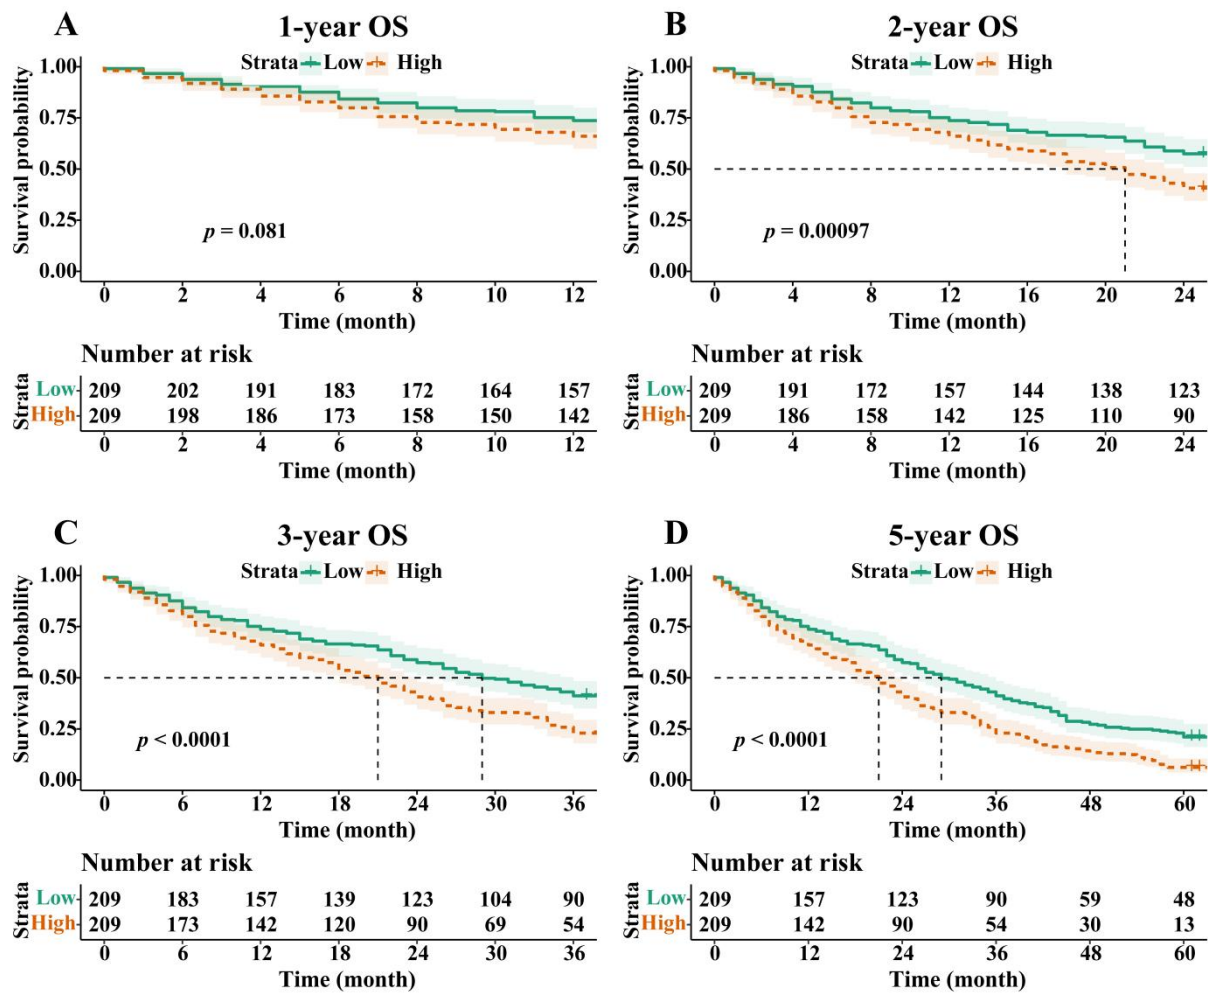 A
1-year OS
Strata Low High
Survival probability
1.00
0.75
0.50
0.25
0.00
p = 0.081
0 2 4 6 8 10 12
Time (month)
Number at risk
Strata
Low 209 202 191 183 172 164 157
High 209 198 186 173 158 150 142
0 2 4 6 8 10 12
Time (month)
B
2-year OS
Strata Low High
Survival probability
1.00
0.75
0.50
0.25
0.00
p = 0.00097
0 4 8 12 16 20 24
Time (month)
Number at risk
Strata
Low 209 191 172 157 144 138 123
High 209 186 158 142 125 110 90
0 4 8 12 16 20 24
Time (month)
C
3-year OS
Strata Low High
Survival probability
1.00
0.75
0.50
0.25
0.00
p < 0.0001
0 6 12 18 24 30 36
Time (month)
Number at risk
Strata
Low 209 183 157 139 123 104 90
High 209 173 142 120 90 69 54
0 6 12 18 24 30 36
Time (month)
D
5-year OS
Strata Low High
Survival probability
1.00
0.75
0.50
0.25
0.00
p < 0.0001
0 12 24 36 48 60
Time (month)
Number at risk
Strata
Low 209 157 123 90 59 48
High 209 142 90 54 30 13
0 12 24 36 48 60
Time (month)